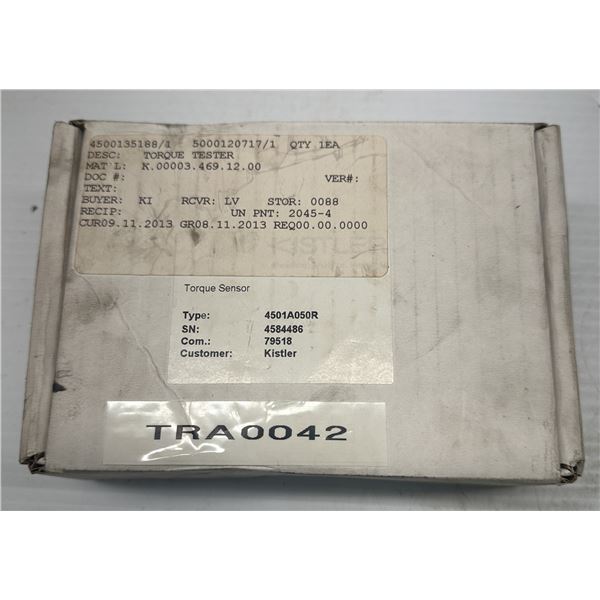 4500135188/1 5000120717/1 QTY 1EA
DESC: TORQUE TESTER
MAT'L: K.00003.469.12.00
DOC #: VER#:
TEXT:
BUYER: KI RCVR: LV STOR: 0088
RECIP: UN PNT: 2045-4
CUR09.11.2013 GR08.11.2013 REQ00.00.0000
Torque Sensor
Type: 4501A050R
SN: 4584486
Com.: 79518
Customer: Kistler
TRA0042